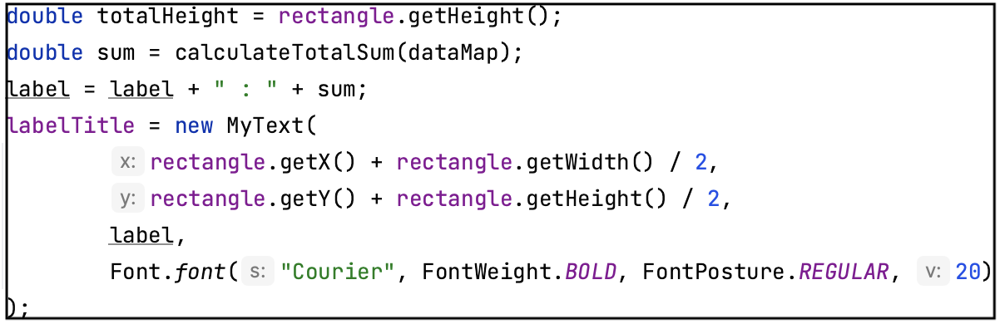 double totalHeight = rectangle.getHeight();
double sum = calculateTotalSum(dataMap);
label = label + " : " + sum;
labelTitle = new MyText(
x: rectangle.getX() + rectangle.getWidth() / 2,
y: rectangle.getY() + rectangle.getHeight() / 2,
label,
Font.font( s: "Courier", FontWeight.BOLD, FontPosture.REGULAR, v: 20)
);